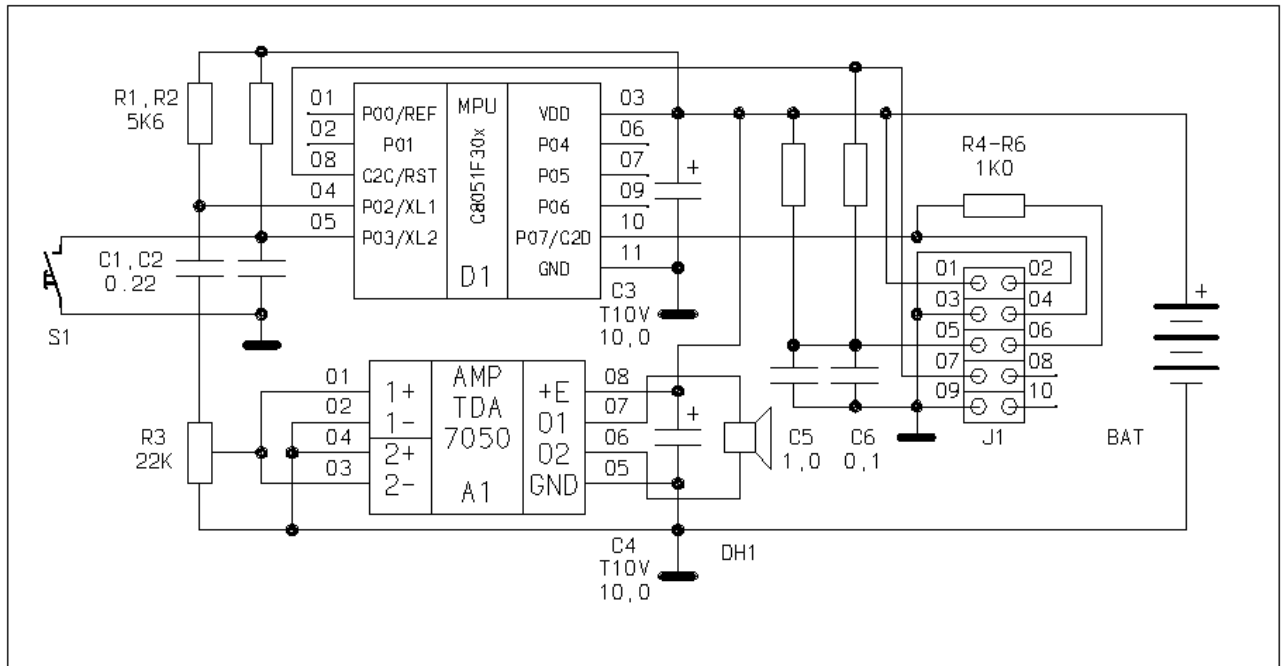 R1,R2
5K6
01
02
08
04
05
P00/REF
P01
C2C/RST
P02/XL1
P03/XL2
MPU
C8051F30x
D1
VDD
P04
P05
P06
P07/C2D
GND
03
06
07
09
10
11
C1,C2
0.22
S1
C3
T10V
10,0
R4-R6
1K0
01
02
03
04
05
06
07
08
09
10
J1
BAT
+
+
R3
22K
01
02
04
03
1+
1-
2+
2-
AMP
TDA
7050
A1
+E
O1
O2
GND
08
07
06
05
+
C5
1,0
C6
0,1
C4
T10V
10,0
DH1